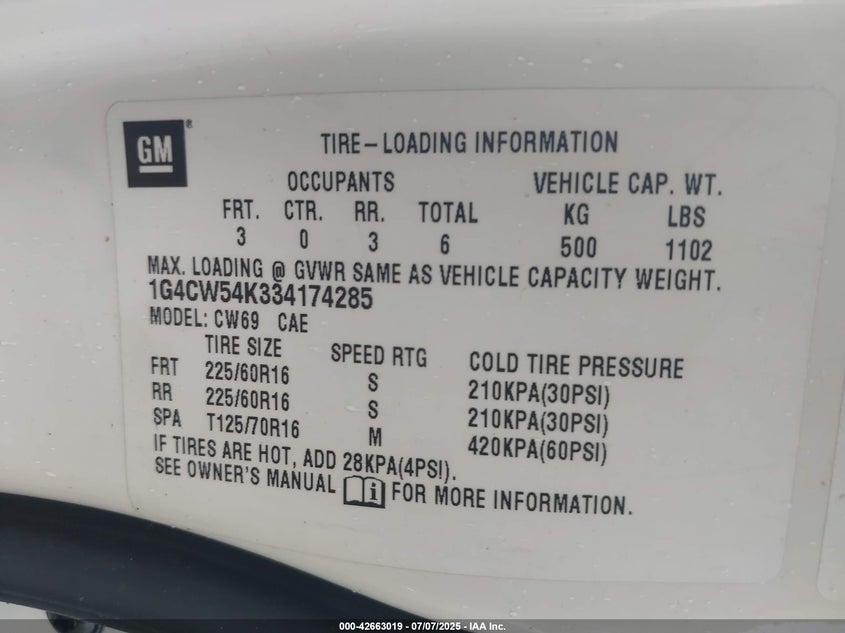 GM®
TIRE-LOADING INFORMATION
OCCUPANTS VEHICLE CAP. WT.
FRT. CTR. RR. TOTAL KG LBS
3 0 3 6 500 1102
MAX. LOADING @ GVWR SAME AS VEHICLE CAPACITY WEIGHT.
1G4CW54K334174285
MODEL: CW69 CAE
TIRE SIZE SPEED RTG COLD TIRE PRESSURE
FRT 225/60R16 S 210KPA(30PSI)
RR 225/60R16 S 210KPA(30PSI)
SPA T125/70R16 M 420KPA(60PSI)
IF TIRES ARE HOT, ADD 28KPA(4PSI).
SEE OWNER'S MANUAL i FOR MORE INFORMATION.
000-42663019 / 07/07/2025 - IAA Inc.